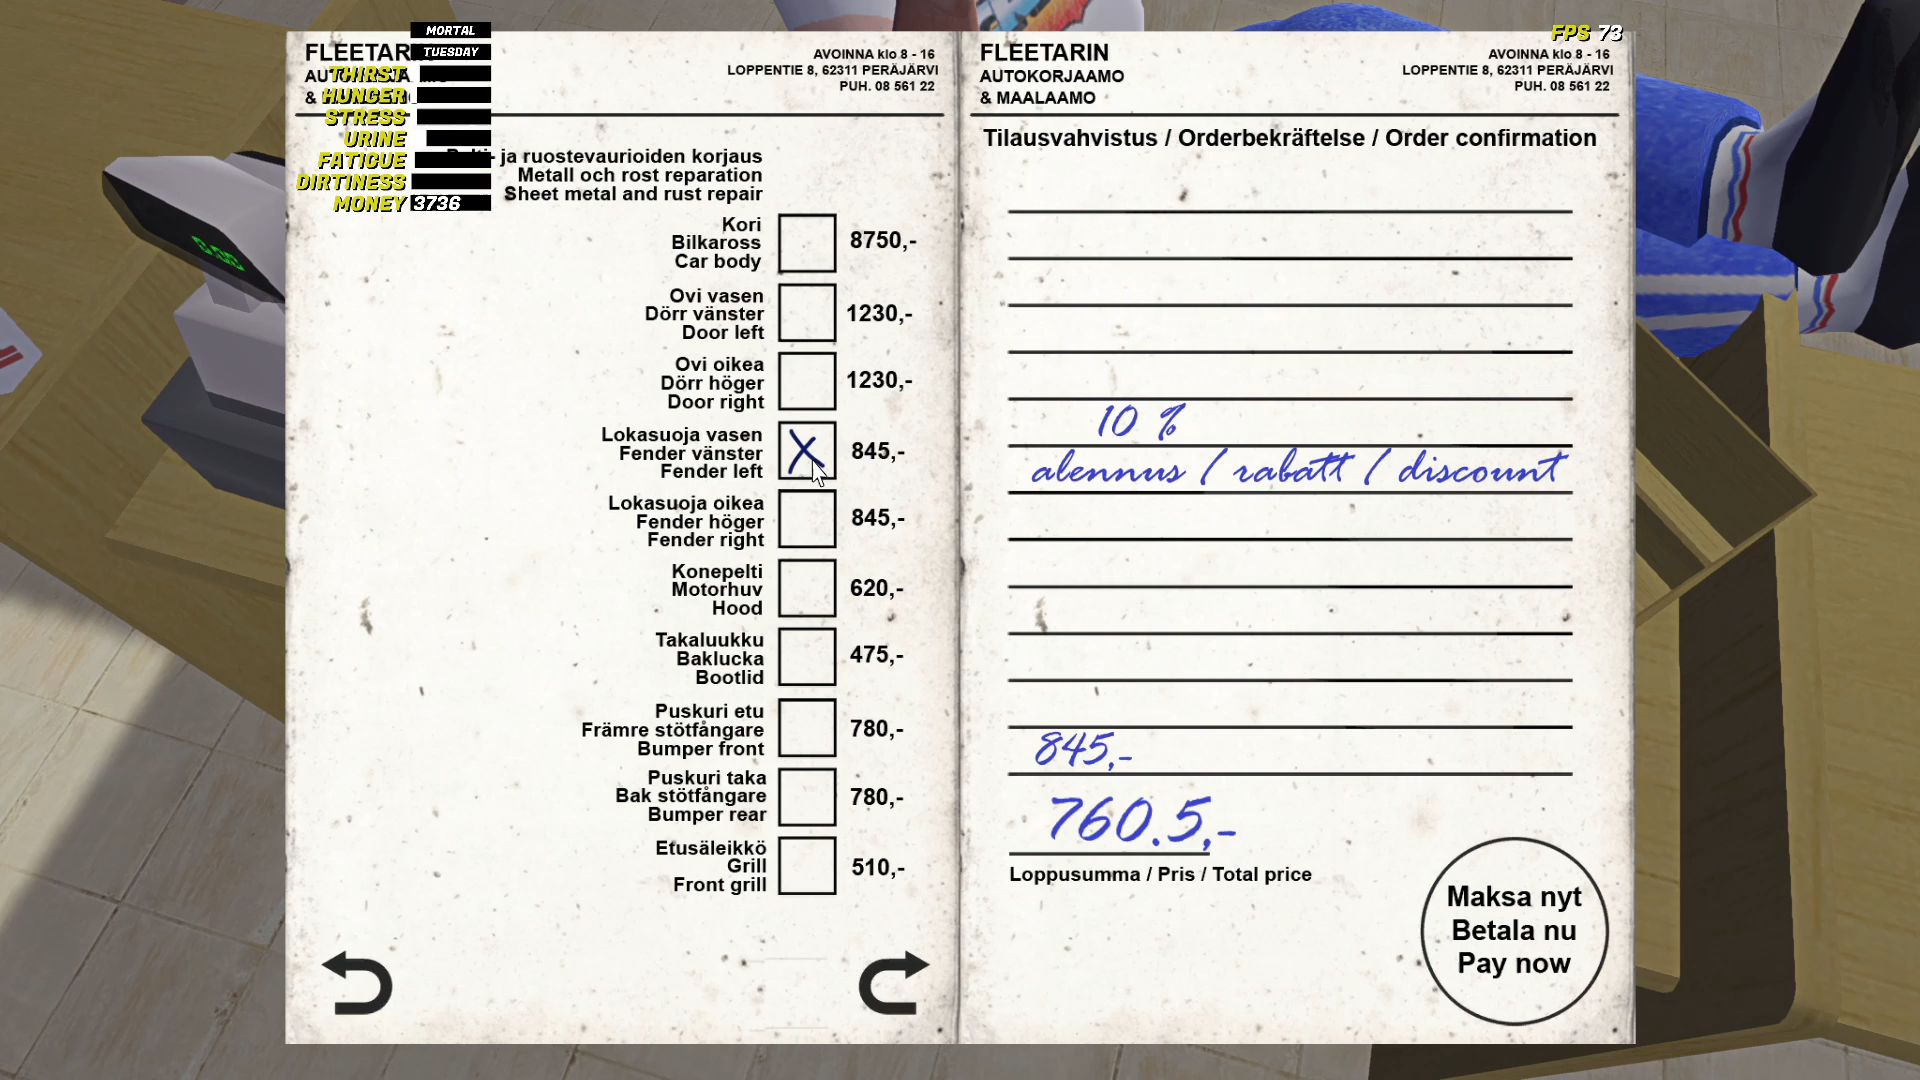 MORTAL
TUESDAY
THIRST
HUNGER
STRESS
URINE
FATIGUE
DIRTINESS
MONEY 3736
FPS 73
AVOINNA klo 8 - 16
LOPPENTIE 8, 62311 PERÄJÄRVI
PUH. 08 561 22
&
ja ruostevaurioiden korjaus
Metall och rost reparation
Sheet metal and rust repair
Kori
Bilkaross
Car body
8750,-
Ovi vasen
Dörr vänster
Door left
1230,-
Ovi oikea
Dörr höger
Door right
1230,-
Lokasuoja vasen
Fender vänster
Fender left
X
845,-
Lokasuoja oikea
Fender höger
Fender right
845,-
Konepelti
Motorhuv
Hood
620,-
Takaluukku
Baklucka
Bootlid
475,-
Puskuri etu
Främre stötfångare
Bumper front
780,-
Puskuri taka
Bak stötfångare
Bumper rear
780,-
Etusäleikkö
Grill
Front grill
510,-
FLEETARIN
AUTOKORJAAMO
& MAALAAMO
AVOINNA klo 8 - 16
LOPPENTIE 8, 62311 PERÄJÄRVI
PUH. 08 561 22
Tilausvahvistus / Orderbekräftelse / Order confirmation
10 %
alennus / rabatt / discount
845,-
760.5,-
Loppusumma / Pris / Total price
Maksa nyt
Betala nu
Pay now